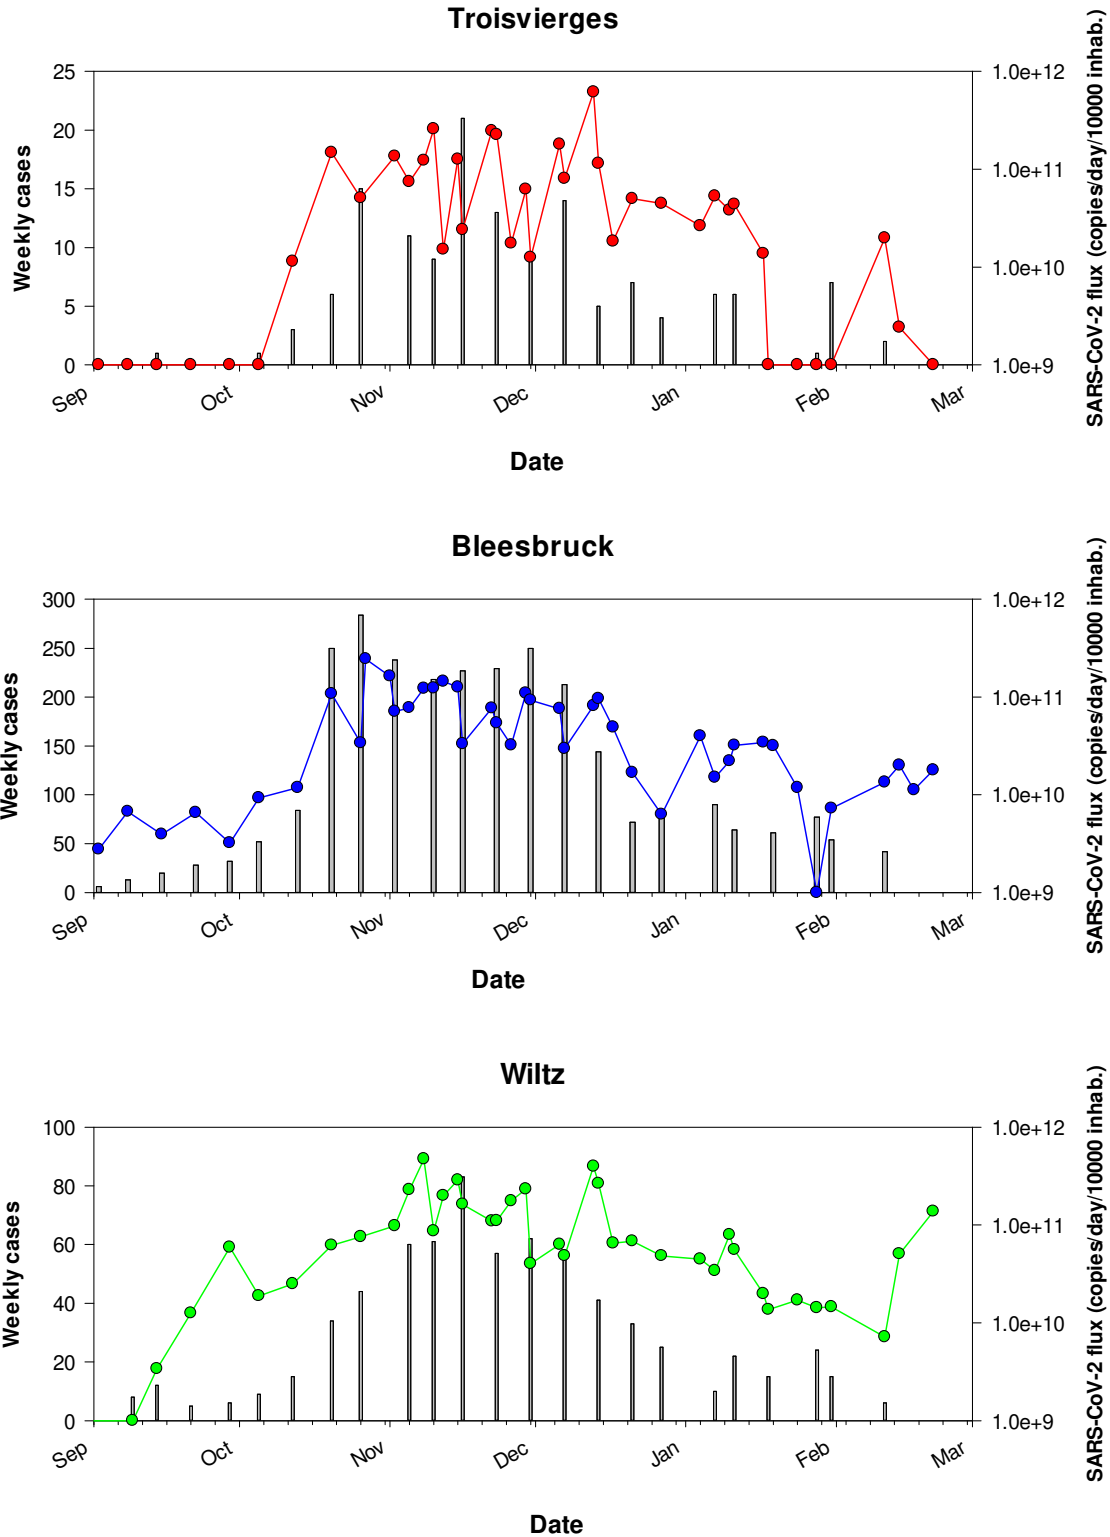 Troisvierges
Weekly cases
25
20
15
10
5
0
1.0e+12
1.0e+11
1.0e+10
1.0e+9
SARS-CoV-2 flux (copies/day/10000 inhab.)
Sep
Oct
Nov
Dec
Jan
Feb
Mar
Date
Bleesbruck
Weekly cases
300
250
200
150
100
50
0
1.0e+12
1.0e+11
1.0e+10
1.0e+9
SARS-CoV-2 flux (copies/day/10000 inhab.)
Sep
Oct
Nov
Dec
Jan
Feb
Mar
Date
Wiltz
Weekly cases
100
80
60
40
20
0
1.0e+12
1.0e+11
1.0e+10
1.0e+9
SARS-CoV-2 flux (copies/day/10000 inhab.)
Sep
Oct
Nov
Dec
Jan
Feb
Mar
Date